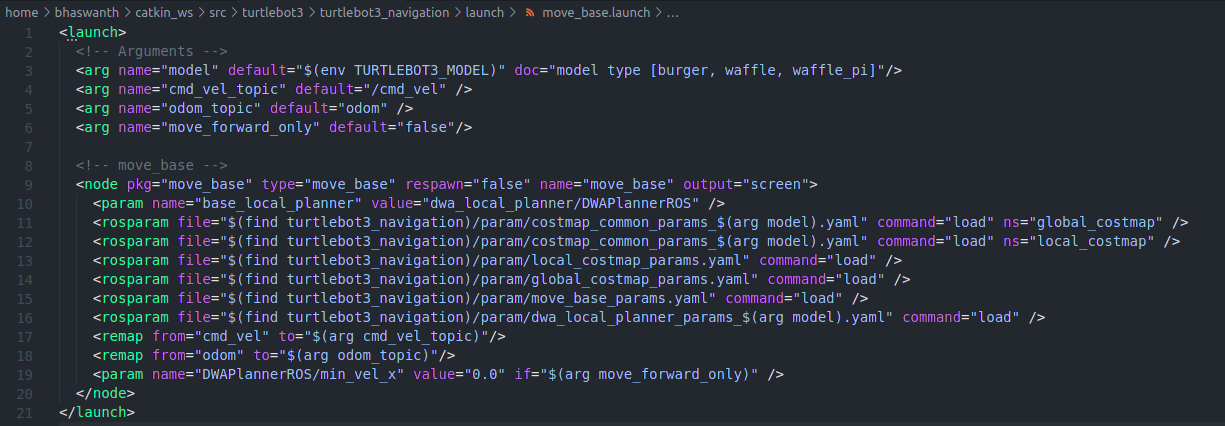 home > bhaswanth > catkin_ws > src > turtlebot3 > turtlebot3_navigation > launch > move_base.launch > ...
1 <launch>
2 <!-- Arguments -->
3 <arg name="model" default="$(env TURTLEBOT3_MODEL)" doc="model type [burger, waffle, waffle_pi]"/>
4 <arg name="cmd_vel_topic" default="/cmd_vel" />
5 <arg name="odom_topic" default="odom" />
6 <arg name="move_forward_only" default="false"/>
7
8 <!-- move_base -->
9 <node pkg="move_base" type="move_base" respawn="false" name="move_base" output="screen">
10 <param name="base_local_planner" value="dwa_local_planner/DWAPlannerROS" />
11 <rosparam file="$(find turtlebot3_navigation)/param/costmap_common_params_$(arg model).yaml" command="load" ns="global_costmap" />
12 <rosparam file="$(find turtlebot3_navigation)/param/costmap_common_params_$(arg model).yaml" command="load" ns="local_costmap" />
13 <rosparam file="$(find turtlebot3_navigation)/param/local_costmap_params.yaml" command="load" />
14 <rosparam file="$(find turtlebot3_navigation)/param/global_costmap_params.yaml" command="load" />
15 <rosparam file="$(find turtlebot3_navigation)/param/move_base_params.yaml" command="load" />
16 <rosparam file="$(find turtlebot3_navigation)/param/dwa_local_planner_params_$(arg model).yaml" command="load" />
17 <remap from="cmd_vel" to="$(arg cmd_vel_topic)"/>
18 <remap from="odom" to="$(arg odom_topic)"/>
19 <param name="DWAPlannerROS/min_vel_x" value="0.0" if="$(arg move_forward_only)" />
20 </node>
21 </launch>